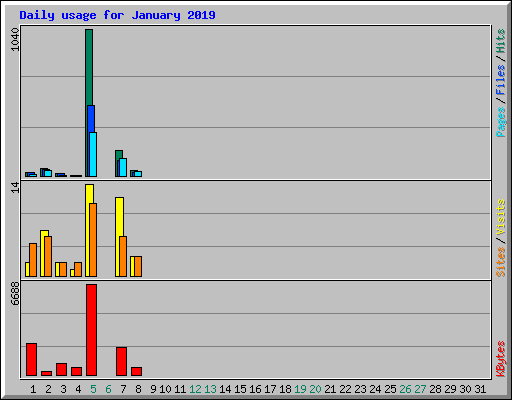 Daily usage for January 2019
1040
Pages / Files / Hits
14
Sites / Visits
6688
KBytes
1 2 3 4 5 6 7 8 9 10 11 12 13 14 15 16 17 18 19 20 21 22 23 24 25 26 27 28 29 30 31